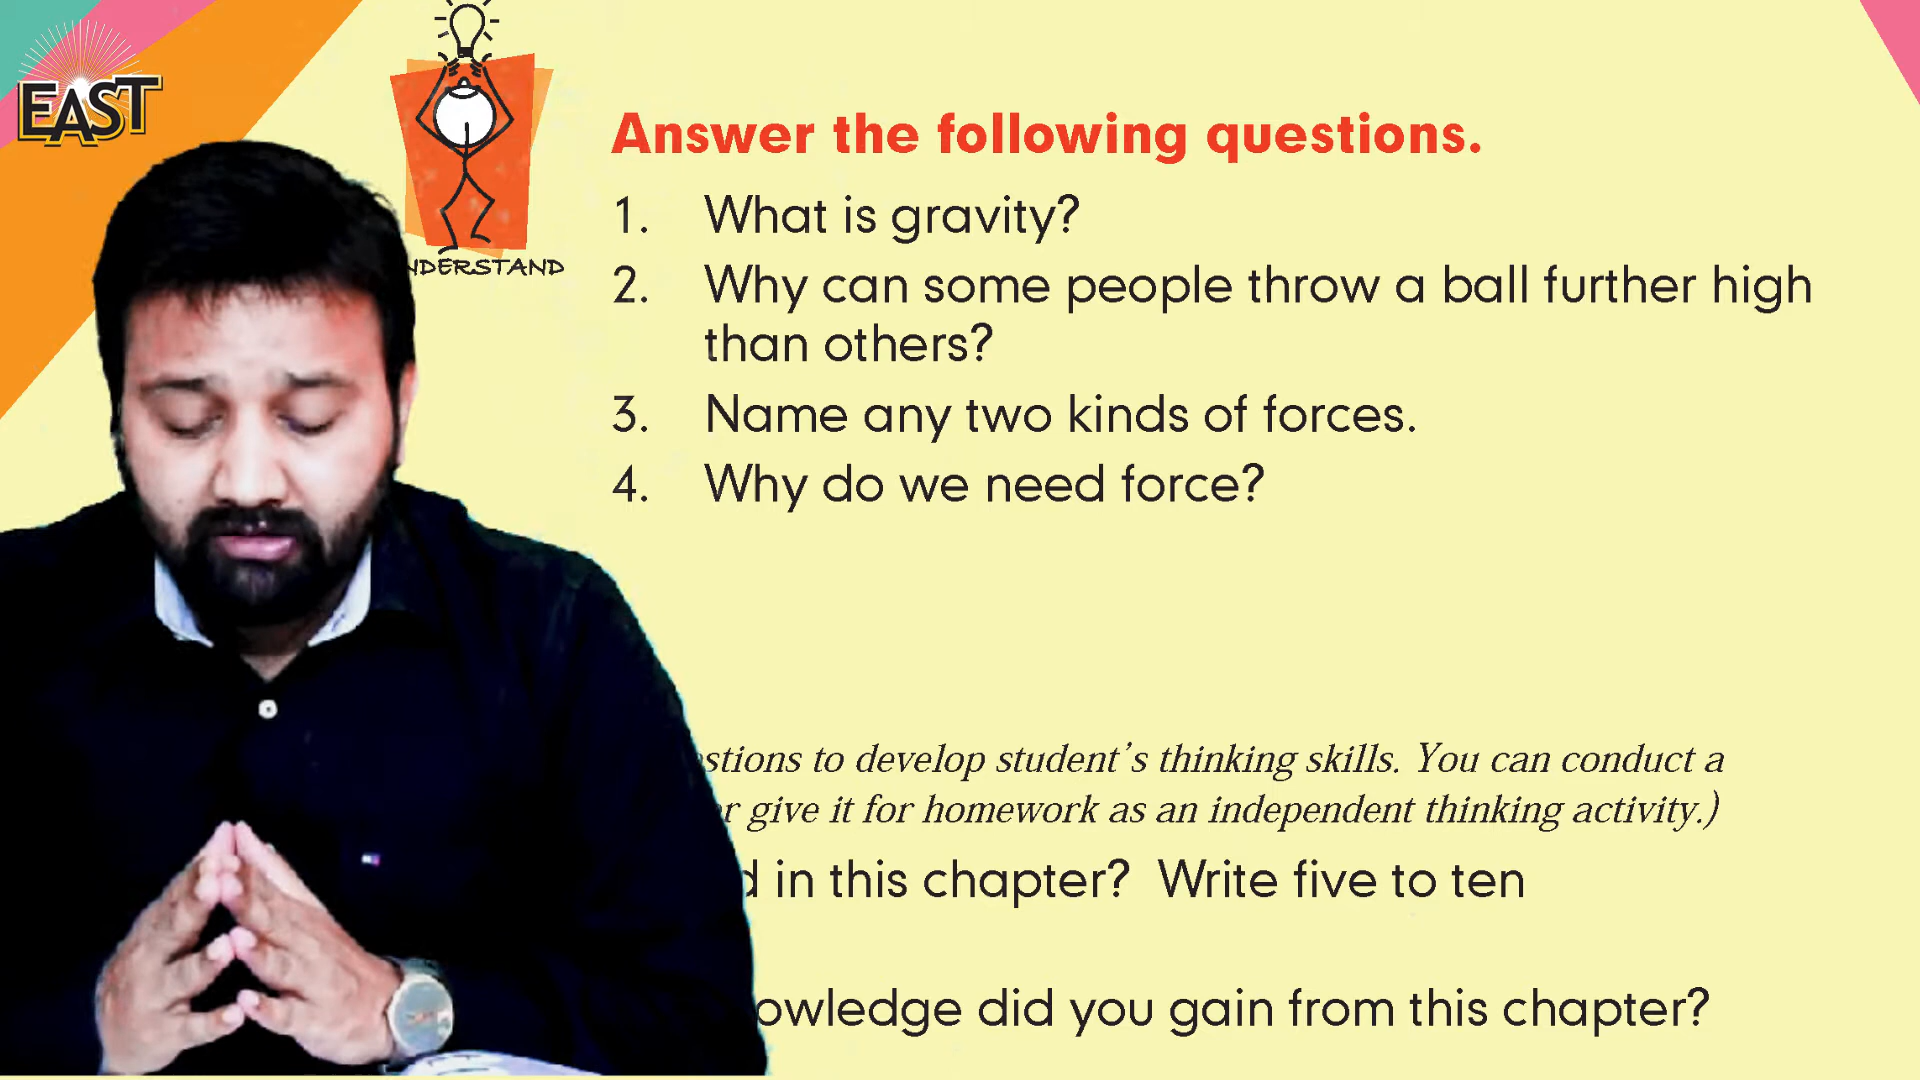 EAST
NDERSTAND
Answer the following questions.
1. What is gravity?
2. Why can some people throw a ball further high
than others?
3. Name any two kinds of forces.
4. Why do we need force?
stions to develop student's thinking skills. You can conduct a
give it for homework as an independent thinking activity.)
in this chapter? Write five to ten
owledge did you gain from this chapter?